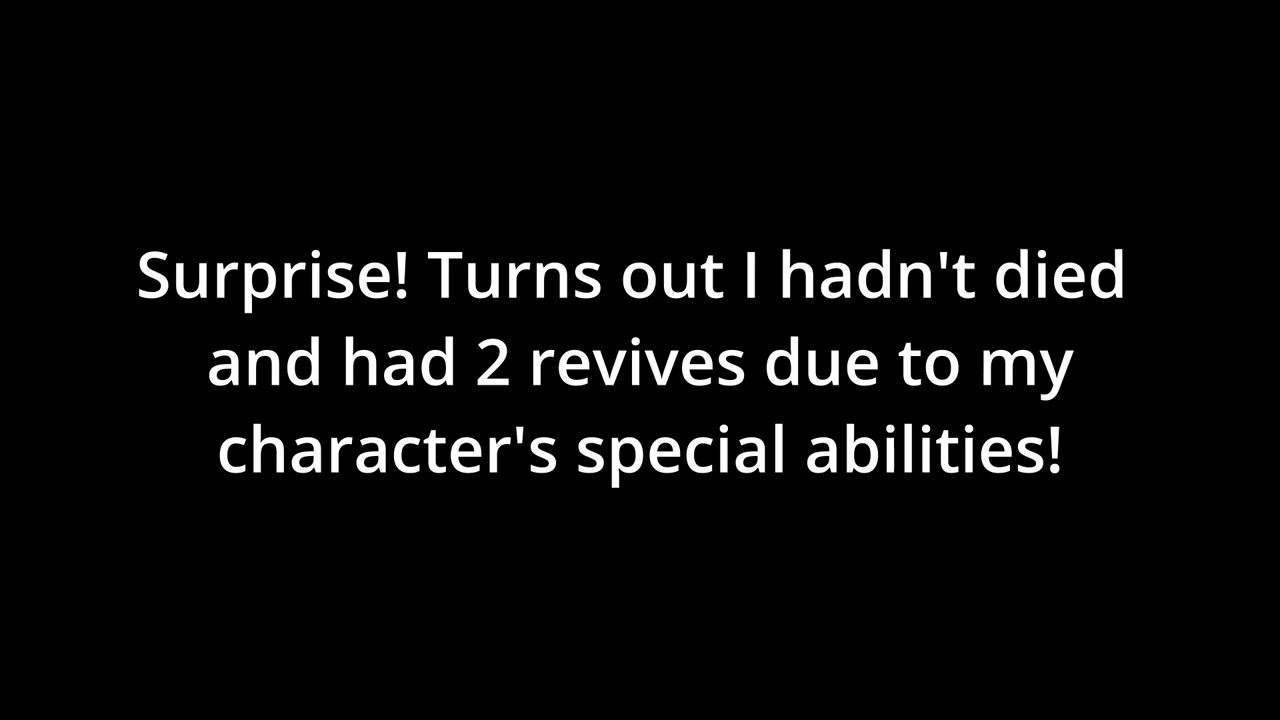 Surprise! Turns out I hadn't died
and had 2 revives due to my
character's special abilities!